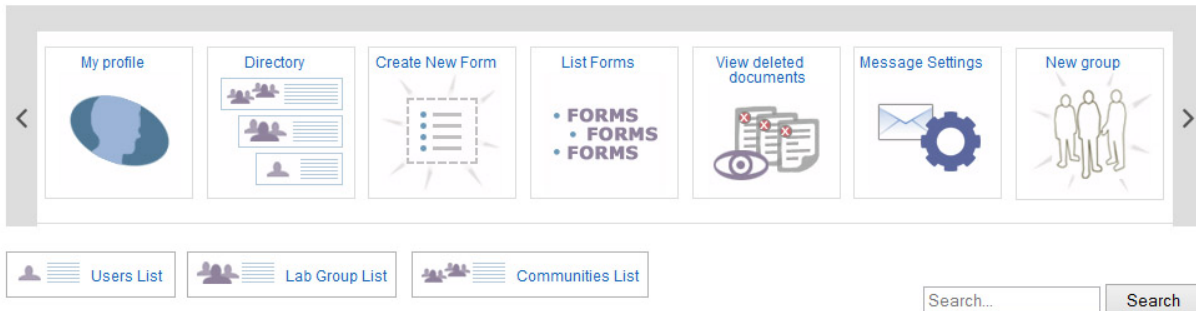 My profile
Directory
Create New Form
List Forms
View deleted
documents
Message Settings
New group
• FORMS
• FORMS
• FORMS
Users List
Lab Group List
Communities List
Search...
Search